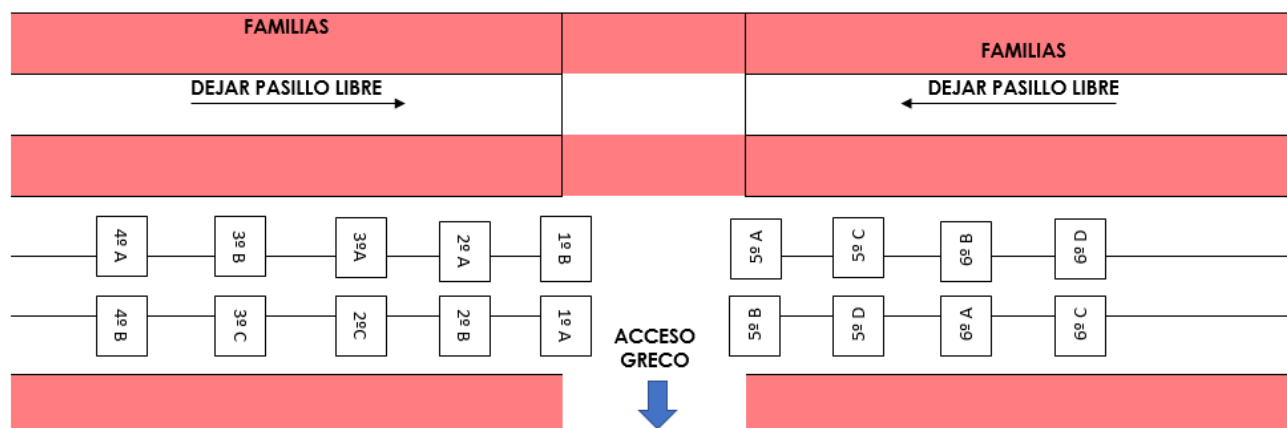 FAMILIAS
FAMILIAS
DEJAR PASILLO LIBRE
DEJAR PASILLO LIBRE
4º A
3º B
3ºA
2º A
1º B
5º A
5º C
6º B
6º D
4º B
3º C
2ºC
2º B
1º A
5º B
5º D
6º A
6º C
ACCESO
GRECO